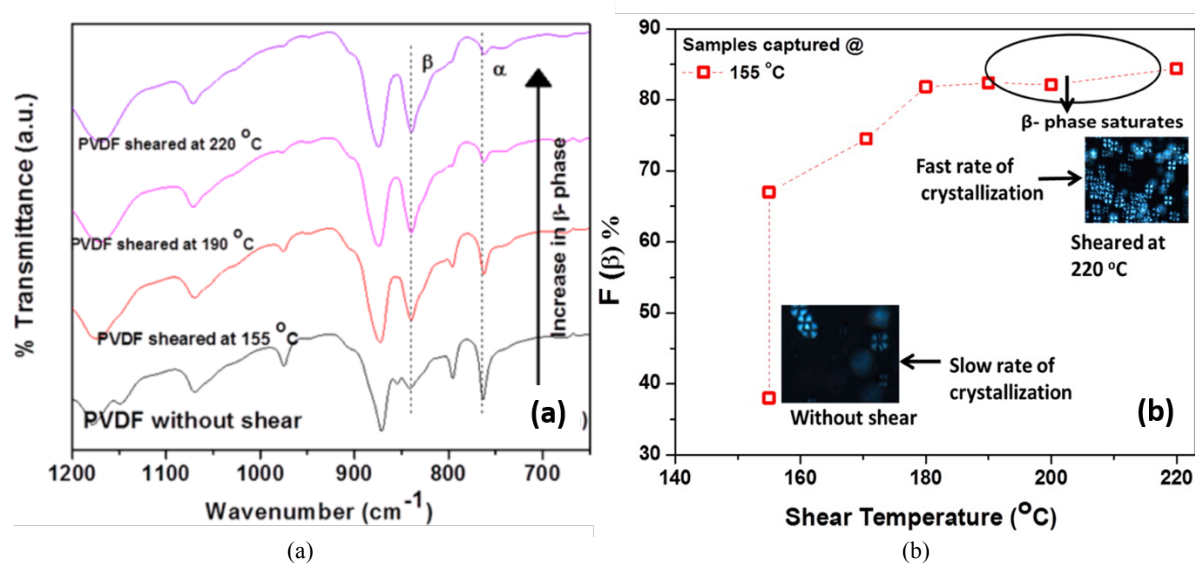 β
α
PVDF sheared at 220 °C
PVDF sheared at 190 °C
PVDF sheared at 155 °C
PVDF without shear
Increase in β- phase
(a)
)
% Transmittance (a.u.)
1200 1100 1000 900 800 700
Wavenumber (cm-1)
(a)
90
80
70
60
50
40
30
F (β) %
Samples captured @
155 °C
β- phase saturates
Fast rate of
crystallization
Sheared at
220 °C
Slow rate of
crystallization
Without shear
(b)
140 160 180 200 220
Shear Temperature (°C)
(b)